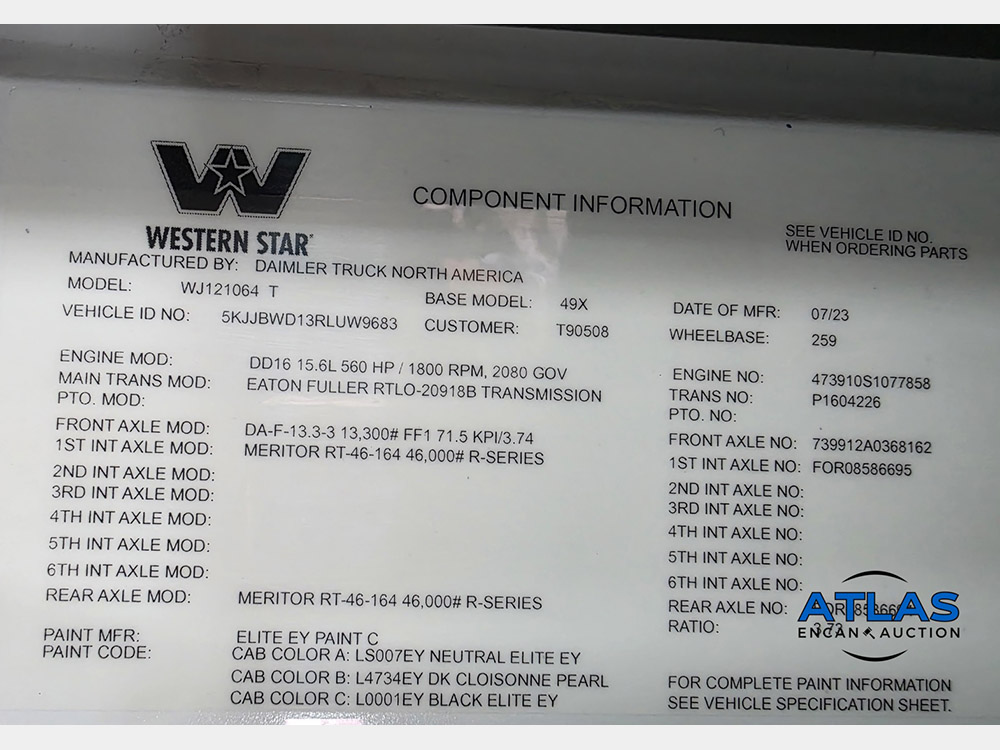 WESTERN STAR
COMPONENT INFORMATION
SEE VEHICLE ID NO.
WHEN ORDERING PARTS
MANUFACTURED BY: DAIMLER TRUCK NORTH AMERICA
MODEL: WJ121064 T BASE MODEL: 49X DATE OF MFR: 07/23
VEHICLE ID NO: 5KJJBWD13RLUW9683 CUSTOMER: T90508 WHEELBASE: 259
ENGINE MOD: DD16 15.6L 560 HP / 1800 RPM, 2080 GOV ENGINE NO: 473910S1077858
MAIN TRANS MOD: EATON FULLER RTLO-20918B TRANSMISSION TRANS NO: P1604226
PTO. MOD: PTO. NO:
FRONT AXLE MOD: DA-F-13.3-3 13,300# FF1 71.5 KPI/3.74 FRONT AXLE NO: 739912A0368162
1ST INT AXLE MOD: MERITOR RT-46-164 46,000# R-SERIES 1ST INT AXLE NO: FOR08586695
2ND INT AXLE MOD: 2ND INT AXLE NO:
3RD INT AXLE MOD: 3RD INT AXLE NO:
4TH INT AXLE MOD: 4TH INT AXLE NO:
5TH INT AXLE MOD: 5TH INT AXLE NO:
6TH INT AXLE MOD: 6TH INT AXLE NO:
REAR AXLE MOD: MERITOR RT-46-164 46,000# R-SERIES REAR AXLE NO:
RATIO:
ATLAS
ENCAN AUCTION
PAINT MFR: ELITE EY PAINT C
PAINT CODE: CAB COLOR A: LS007EY NEUTRAL ELITE EY
CAB COLOR B: L4734EY DK CLOISONNE PEARL
CAB COLOR C: L0001EY BLACK ELITE EY
FOR COMPLETE PAINT INFORMATION
SEE VEHICLE SPECIFICATION SHEET.